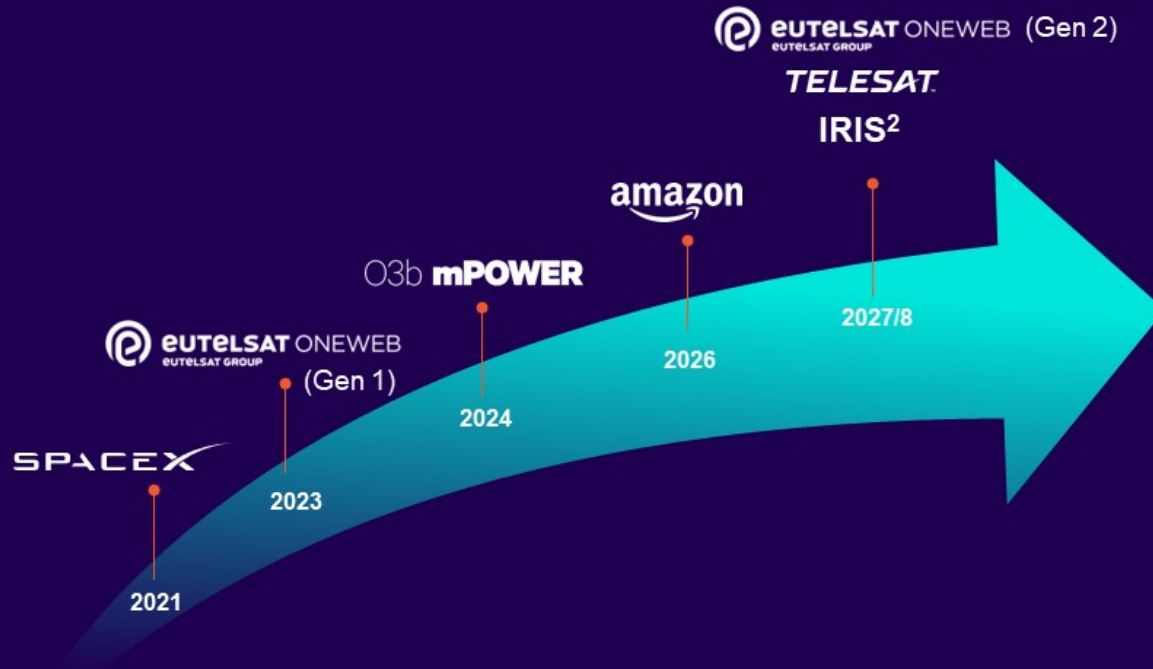 eUTeLSAT ONEWEB (Gen 2)
eUTeLSAT GROUP
TELESAT™
IRIS²
amazon
2027/8
O3b mPOWER
2026
eUTeLSAT ONEWEB
eUTeLSAT GROUP
(Gen 1)
2024
SPACEX
2023
2021